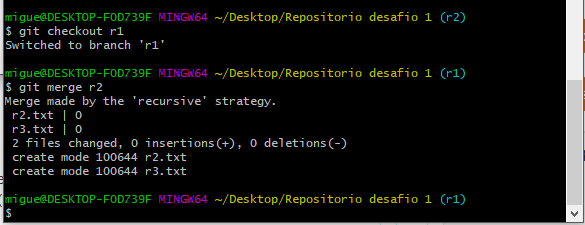 migue@DESKTOP-FOD739F MINGW64 ~/Desktop/Repositorio desafio 1 (r2)
$ git checkout r1
Switched to branch 'r1'
migue@DESKTOP-FOD739F MINGW64 ~/Desktop/Repositorio desafio 1 (r1)
$ git merge r2
Merge made by the 'recursive' strategy.
 r2.txt | 0
 r3.txt | 0
 2 files changed, 0 insertions(+), 0 deletions(-)
 create mode 100644 r2.txt
 create mode 100644 r3.txt
migue@DESKTOP-FOD739F MINGW64 ~/Desktop/Repositorio desafio 1 (r1)
$